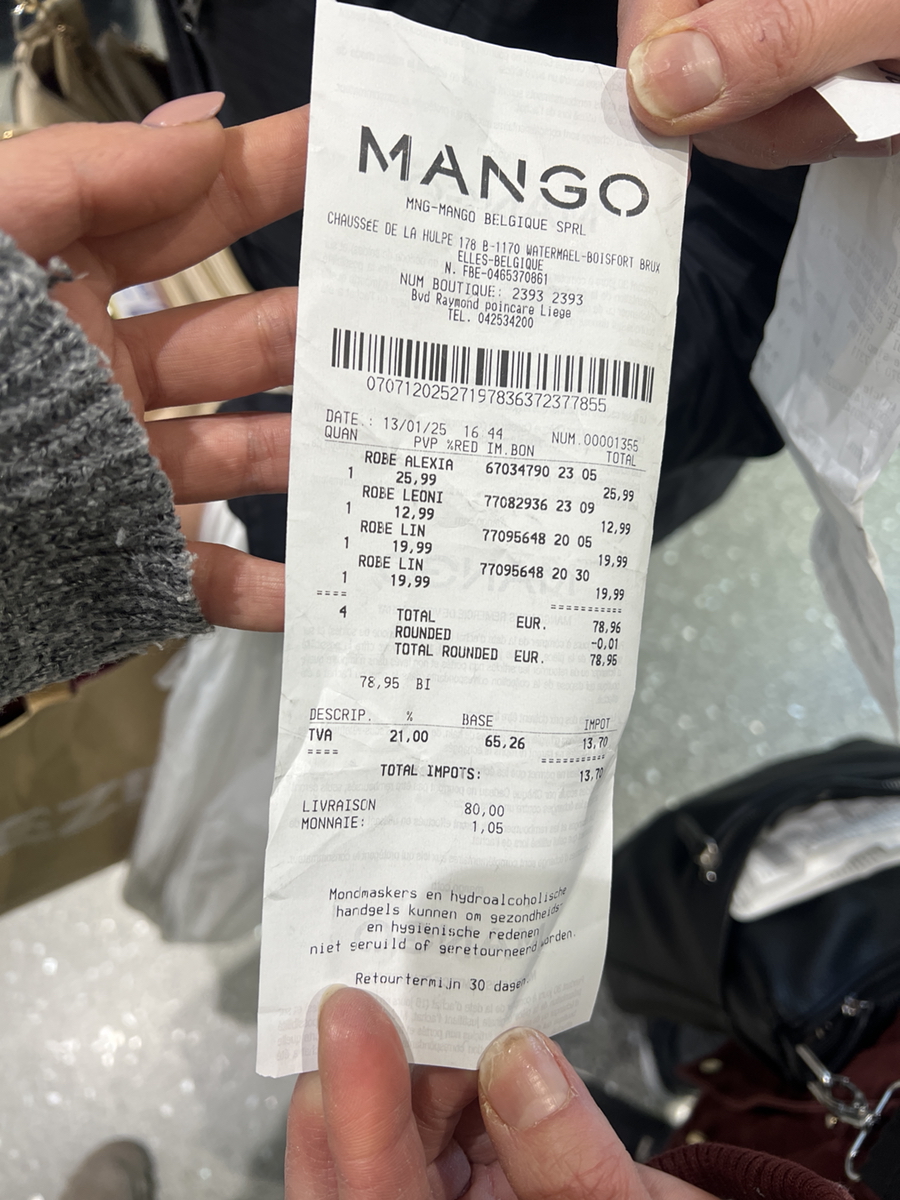 MANGO
MNG-MANGO BELGIQUE SPRL
CHAUSSéE DE LA HULPE 178 B-1170 WATERMAEL-BOISFORT BRUX
ELLES-BELGIQUE
N. FBE-0465370861
NUM BOUTIQUE: 2393 2393
Bvd Raymond poincare Liege
TEL. 042534200
07071202527197836372377855
DATE.: 13/01/25 16 44 NUM.00001355
QUAN PVP %RED IM.BON TOTAL
ROBE ALEXIA 67034790 23 05
1 25,99 25,99
ROBE LEONI 77082936 23 09
1 12,99 12,99
ROBE LIN 77095648 20 05
1 19,99 19,99
ROBE LIN 77095648 20 30
1 19,99 19,99
==== ===========
4 TOTAL EUR. 78,96
ROUNDED -0,01
TOTAL ROUNDED EUR. 78,95
78,95 BI
DESCRIP. % BASE IMPOT
TVA 21,00 65,26 13,70
==== ===========
TOTAL IMPOTS: 13,70
LIVRAISON 80,00
MONNAIE: 1,05
Mondmaskers en hydroalcoholische
handgels kunnen om gezondheids-
en hygiënische redenen
niet geruild of geretourneerd worden.
Retourtermijn 30 dagen.